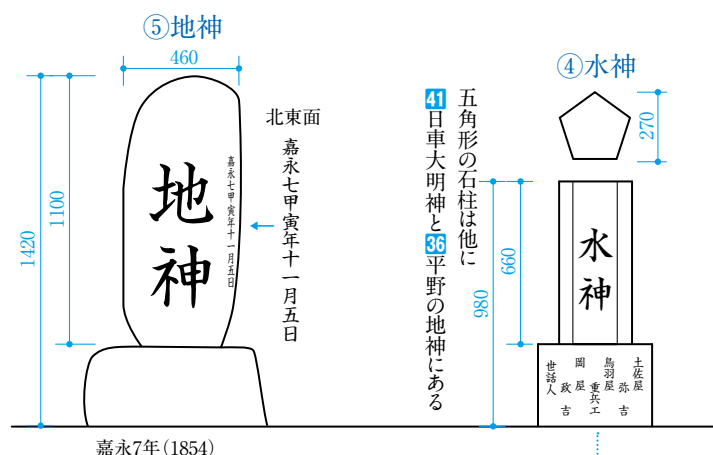 ⑤地神
460
1420
1100
地神
嘉永七甲寅年十一月五日
北東面
嘉永七甲寅年十一月五日
嘉永7年(1854)
④水神
270
五角形の石柱は他に
41日車大明神と36平野の地神にある
980
660
水神
土佐屋
弥吉
鳥羽屋
重兵工
岡屋
政吉
世話人